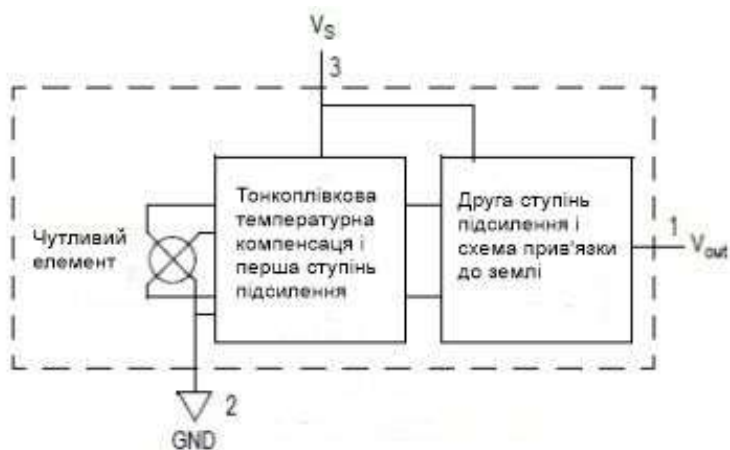 V_S
3
Чутливий
елемент
Тонкоплівкова
температурна
компенсаця і
перша ступінь
підсилення
Друга ступінь
підсилення і
схема прив'язки
до землі
1
V_out
2
GND